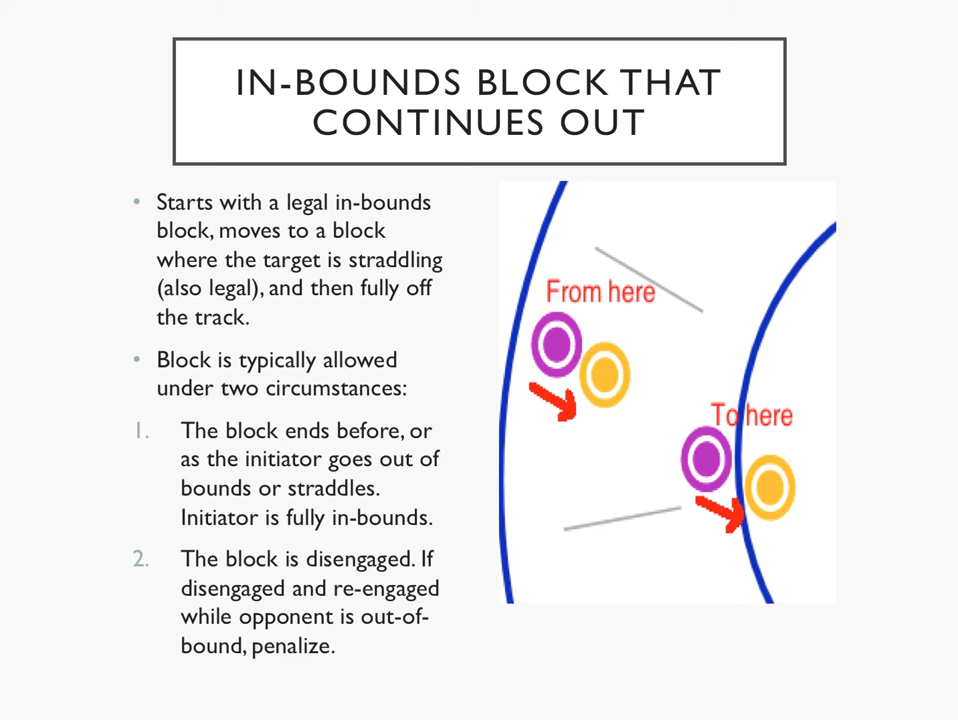 IN-BOUNDS BLOCK THAT
CONTINUES OUT
• Starts with a legal in-bounds
block, moves to a block
where the target is straddling
(also legal), and then fully off
the track.
• Block is typically allowed
under two circumstances:
1. The block ends before, or
as the initiator goes out of
bounds or straddles.
Initiator is fully in-bounds.
2. The block is disengaged. If
disengaged and re-engaged
while opponent is out-of-
bound, penalize.
From here
To here